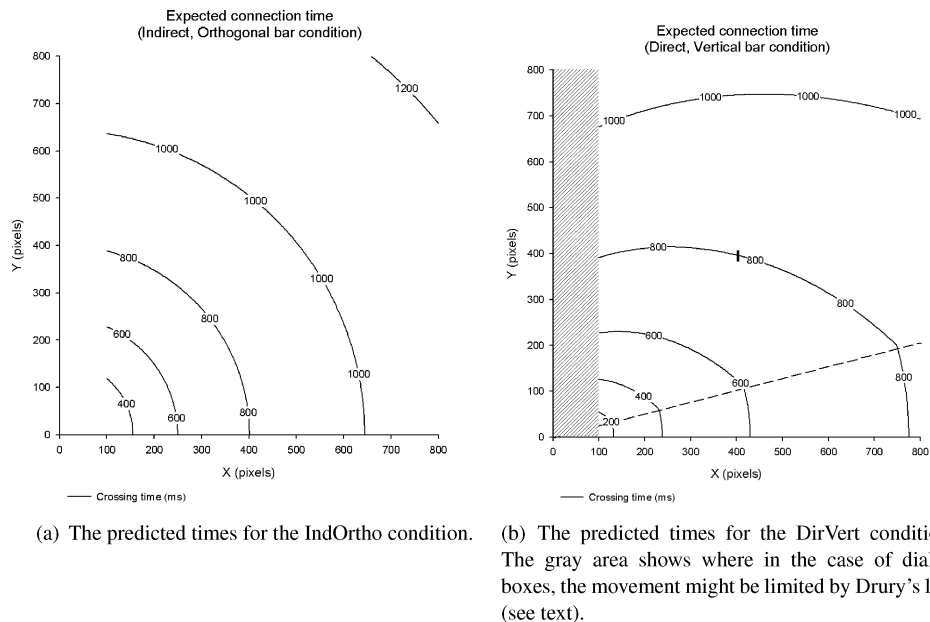 Expected connection time
(Indirect, Orthogonal bar condition)
800
700
600
500
400
300
200
100
0
Y (pixels)
1200
1000
1000
1000
1000
800
800
800
600
600
400
0 100 200 300 400 500 600 700 800
X (pixels)
Crossing time (ms)
(a) The predicted times for the IndOrtho condition.
Expected connection time
(Direct, Vertical bar condition)
800
700
600
500
400
300
200
100
0
Y (pixels)
1000
1000
1000
1000
800
800
800
800
600
600
400
200
0 100 200 300 400 500 600 700 800
X (pixels)
Crossing time (ms)
(b) The predicted times for the DirVert
The gray area shows where in the case of
boxes, the movement might be limited by Drury's
(see text).